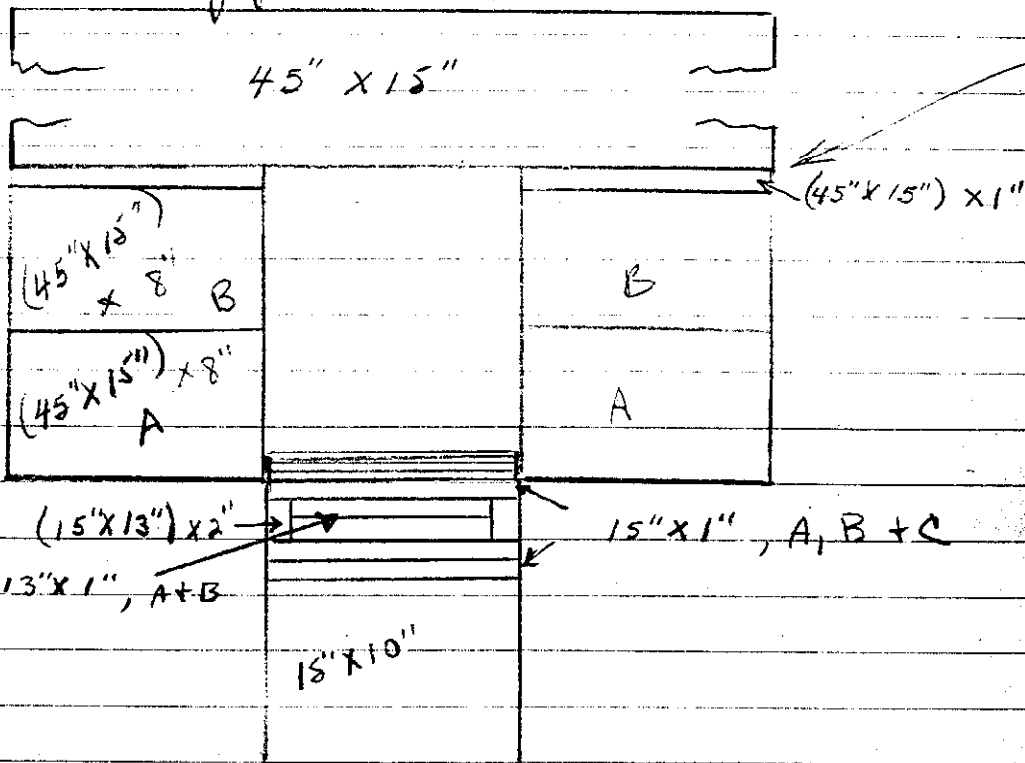 45" X 15"
(45" X 15") X 1"
(45" X 15")
X 8" B
B
(45" X 15") X 8"
A
A
(15" X 13") X 2"
15" X 1", A, B + C
13" X 1", A + B
15" X 10"